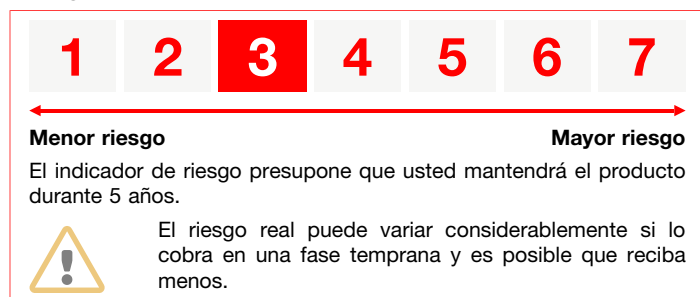 1 2 3 4 5 6 7
Menor riesgo Mayor riesgo
El indicador de riesgo presupone que usted mantendrá el producto
durante 5 años.
El riesgo real puede variar considerablemente si lo
cobra en una fase temprana y es posible que reciba
menos.